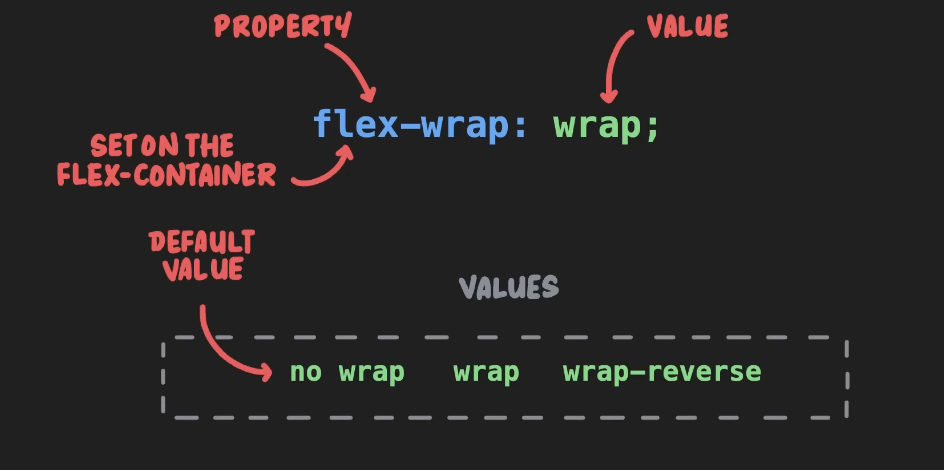 PROPERTY
VALUE
flex-wrap: wrap;
SET ON THE
FLEX-CONTAINER
DEFAULT
VALUE
VALUES
no wrap wrap wrap-reverse